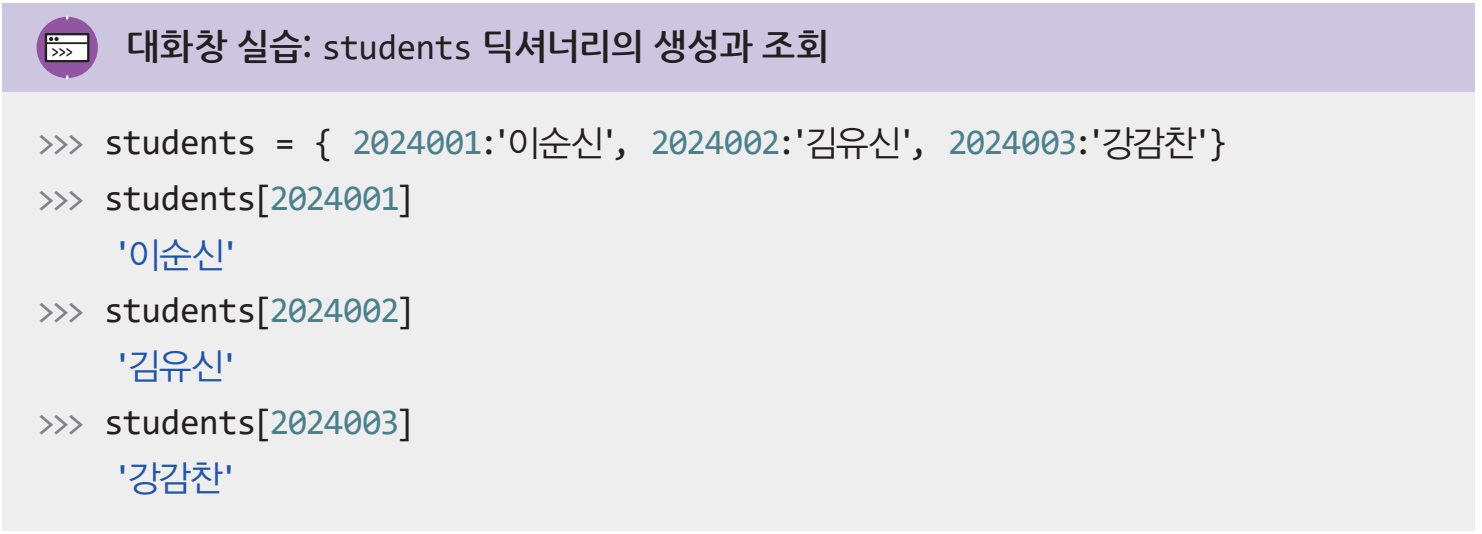 >>>
대화창 실습: students 딕셔너리의 생성과 조회
>>> students = { 2024001:'이순신', 2024002:'김유신', 2024003:'강감찬'}
>>> students[2024001]
'이순신'
>>> students[2024002]
'김유신'
>>> students[2024003]
'강감찬'